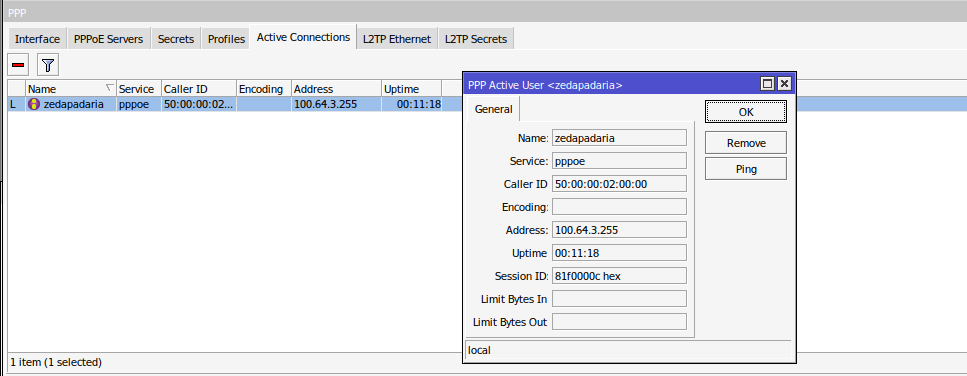 PPP
Interface PPPoE Servers Secrets Profiles Active Connections L2TP Ethernet L2TP Secrets
Name Service Caller ID Encoding Address Uptime
L zedapadaria pppoe 50:00:00:02... 100.64.3.255 00:11:18
1 item (1 selected)
PPP Active User <zedapadaria>
General
Name: zedapadaria
Service: pppoe
Caller ID 50:00:00:02:00:00
Encoding:
Address: 100.64.3.255
Uptime 00:11:18
Session ID: 81f0000c hex
Limit Bytes In
Limit Bytes Out
local
OK
Remove
Ping